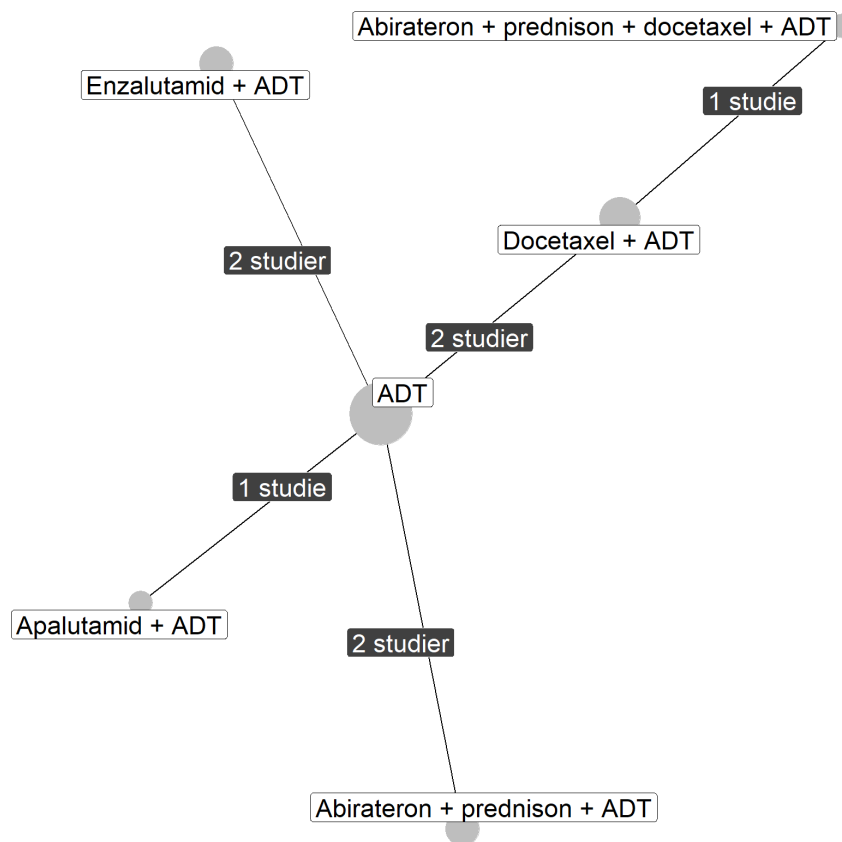 Abirateron + prednison + docetaxel + ADT
Enzalutamid + ADT
1 studie
Docetaxel + ADT
2 studier
2 studier
ADT
1 studie
Apalutamid + ADT
2 studier
Abirateron + prednison + ADT